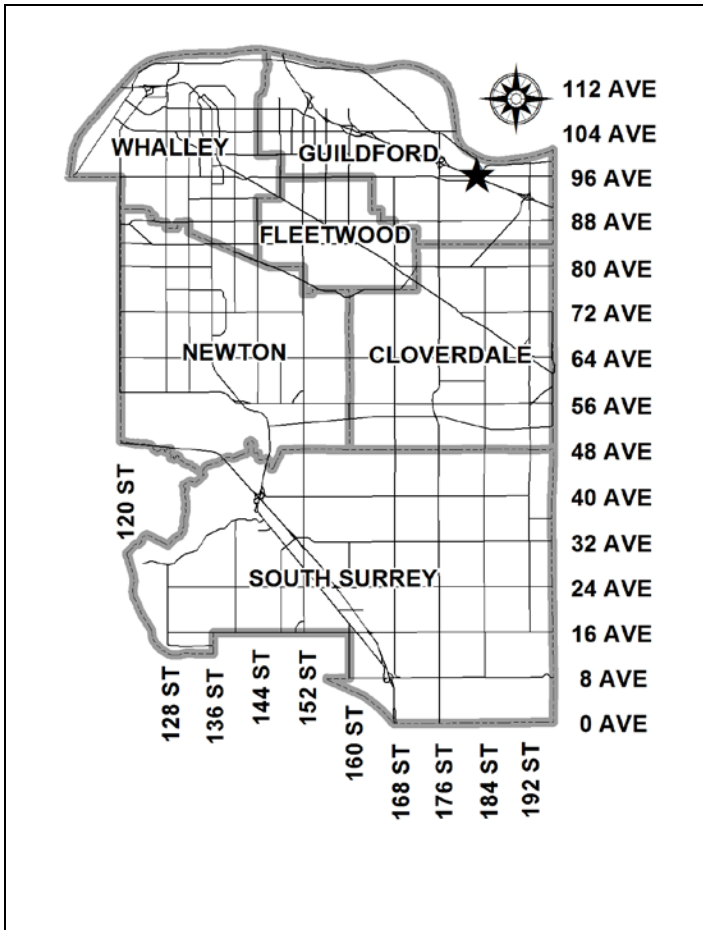 112 AVE
104 AVE
WHALLEY
GUILDFORD
96 AVE
88 AVE
FLEETWOOD
80 AVE
72 AVE
NEWTON
CLOVERDALE
64 AVE
56 AVE
48 AVE
120 ST
40 AVE
32 AVE
SOUTH SURREY
24 AVE
16 AVE
128 ST
136 ST
144 ST
152 ST
160 ST
8 AVE
0 AVE
168 ST
176 ST
184 ST
192 ST